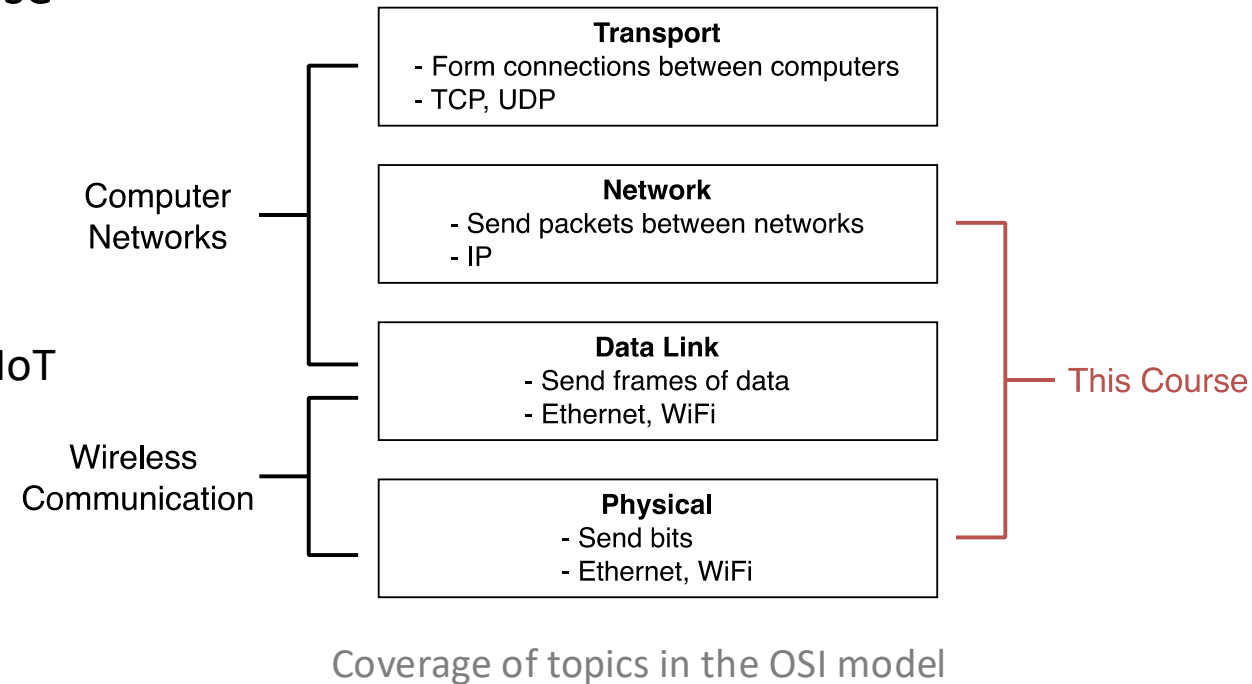 Transport
- Form connections between computers
- TCP, UDP
Computer
Networks
Network
- Send packets between networks
- IP
This Course
Data Link
- Send frames of data
- Ethernet, WiFi
IoT
Wireless
Communication
Physical
- Send bits
- Ethernet, WiFi
Coverage of topics in the OSI model